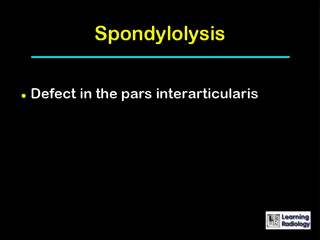 Spondylolysis
Defect in the pars interarticularis
Learning
Radiology